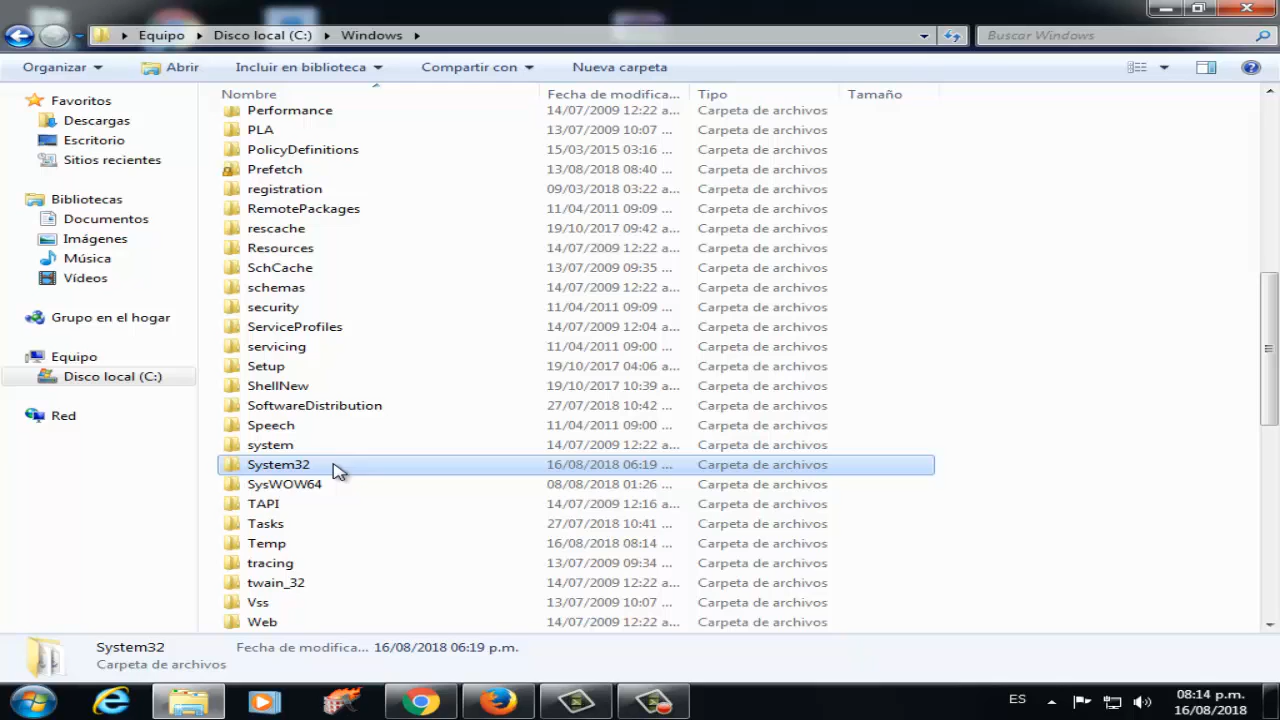 Equipo Disco local (C:) Windows
Buscar Windows
Organizar Abrir Incluir en biblioteca Compartir con Nueva carpeta
Favoritos
Descargas
Escritorio
Sitios recientes
Bibliotecas
Documentos
Imágenes
Música
Vídeos
Grupo en el hogar
Equipo
Disco local (C:)
Red
Nombre Fecha de modifica... Tipo Tamaño
Performance 14/07/2009 12:22 a... Carpeta de archivos
PLA 13/07/2009 10:07 ... Carpeta de archivos
PolicyDefinitions 15/03/2015 03:16 ... Carpeta de archivos
Prefetch 13/08/2018 08:40 ... Carpeta de archivos
registration 09/03/2018 03:22 a... Carpeta de archivos
RemotePackages 11/04/2011 09:09 ... Carpeta de archivos
rescache 19/10/2017 09:42 a... Carpeta de archivos
Resources 14/07/2009 12:22 a... Carpeta de archivos
SchCache 13/07/2009 09:35 ... Carpeta de archivos
schemas 14/07/2009 12:22 a... Carpeta de archivos
security 11/04/2011 09:09 ... Carpeta de archivos
ServiceProfiles 14/07/2009 12:04 a... Carpeta de archivos
servicing 11/04/2011 09:00 ... Carpeta de archivos
Setup 19/10/2017 04:06 a... Carpeta de archivos
ShellNew 19/10/2017 10:39 a... Carpeta de archivos
SoftwareDistribution 27/07/2018 10:42 ... Carpeta de archivos
Speech 11/04/2011 09:00 ... Carpeta de archivos
system 14/07/2009 12:22 a... Carpeta de archivos
System32 16/08/2018 06:19 ... Carpeta de archivos
SysWOW64 08/08/2018 01:26 ... Carpeta de archivos
TAPI 14/07/2009 12:16 a... Carpeta de archivos
Tasks 27/07/2018 10:41 ... Carpeta de archivos
Temp 16/08/2018 08:14 ... Carpeta de archivos
tracing 13/07/2009 09:34 ... Carpeta de archivos
twain_32 14/07/2009 12:22 a... Carpeta de archivos
Vss 13/07/2009 10:07 ... Carpeta de archivos
Web 14/07/2009 12:22 a... Carpeta de archivos
System32 Fecha de modifica... 16/08/2018 06:19 p.m.
Carpeta de archivos
ES
08:14 p.m.
16/08/2018